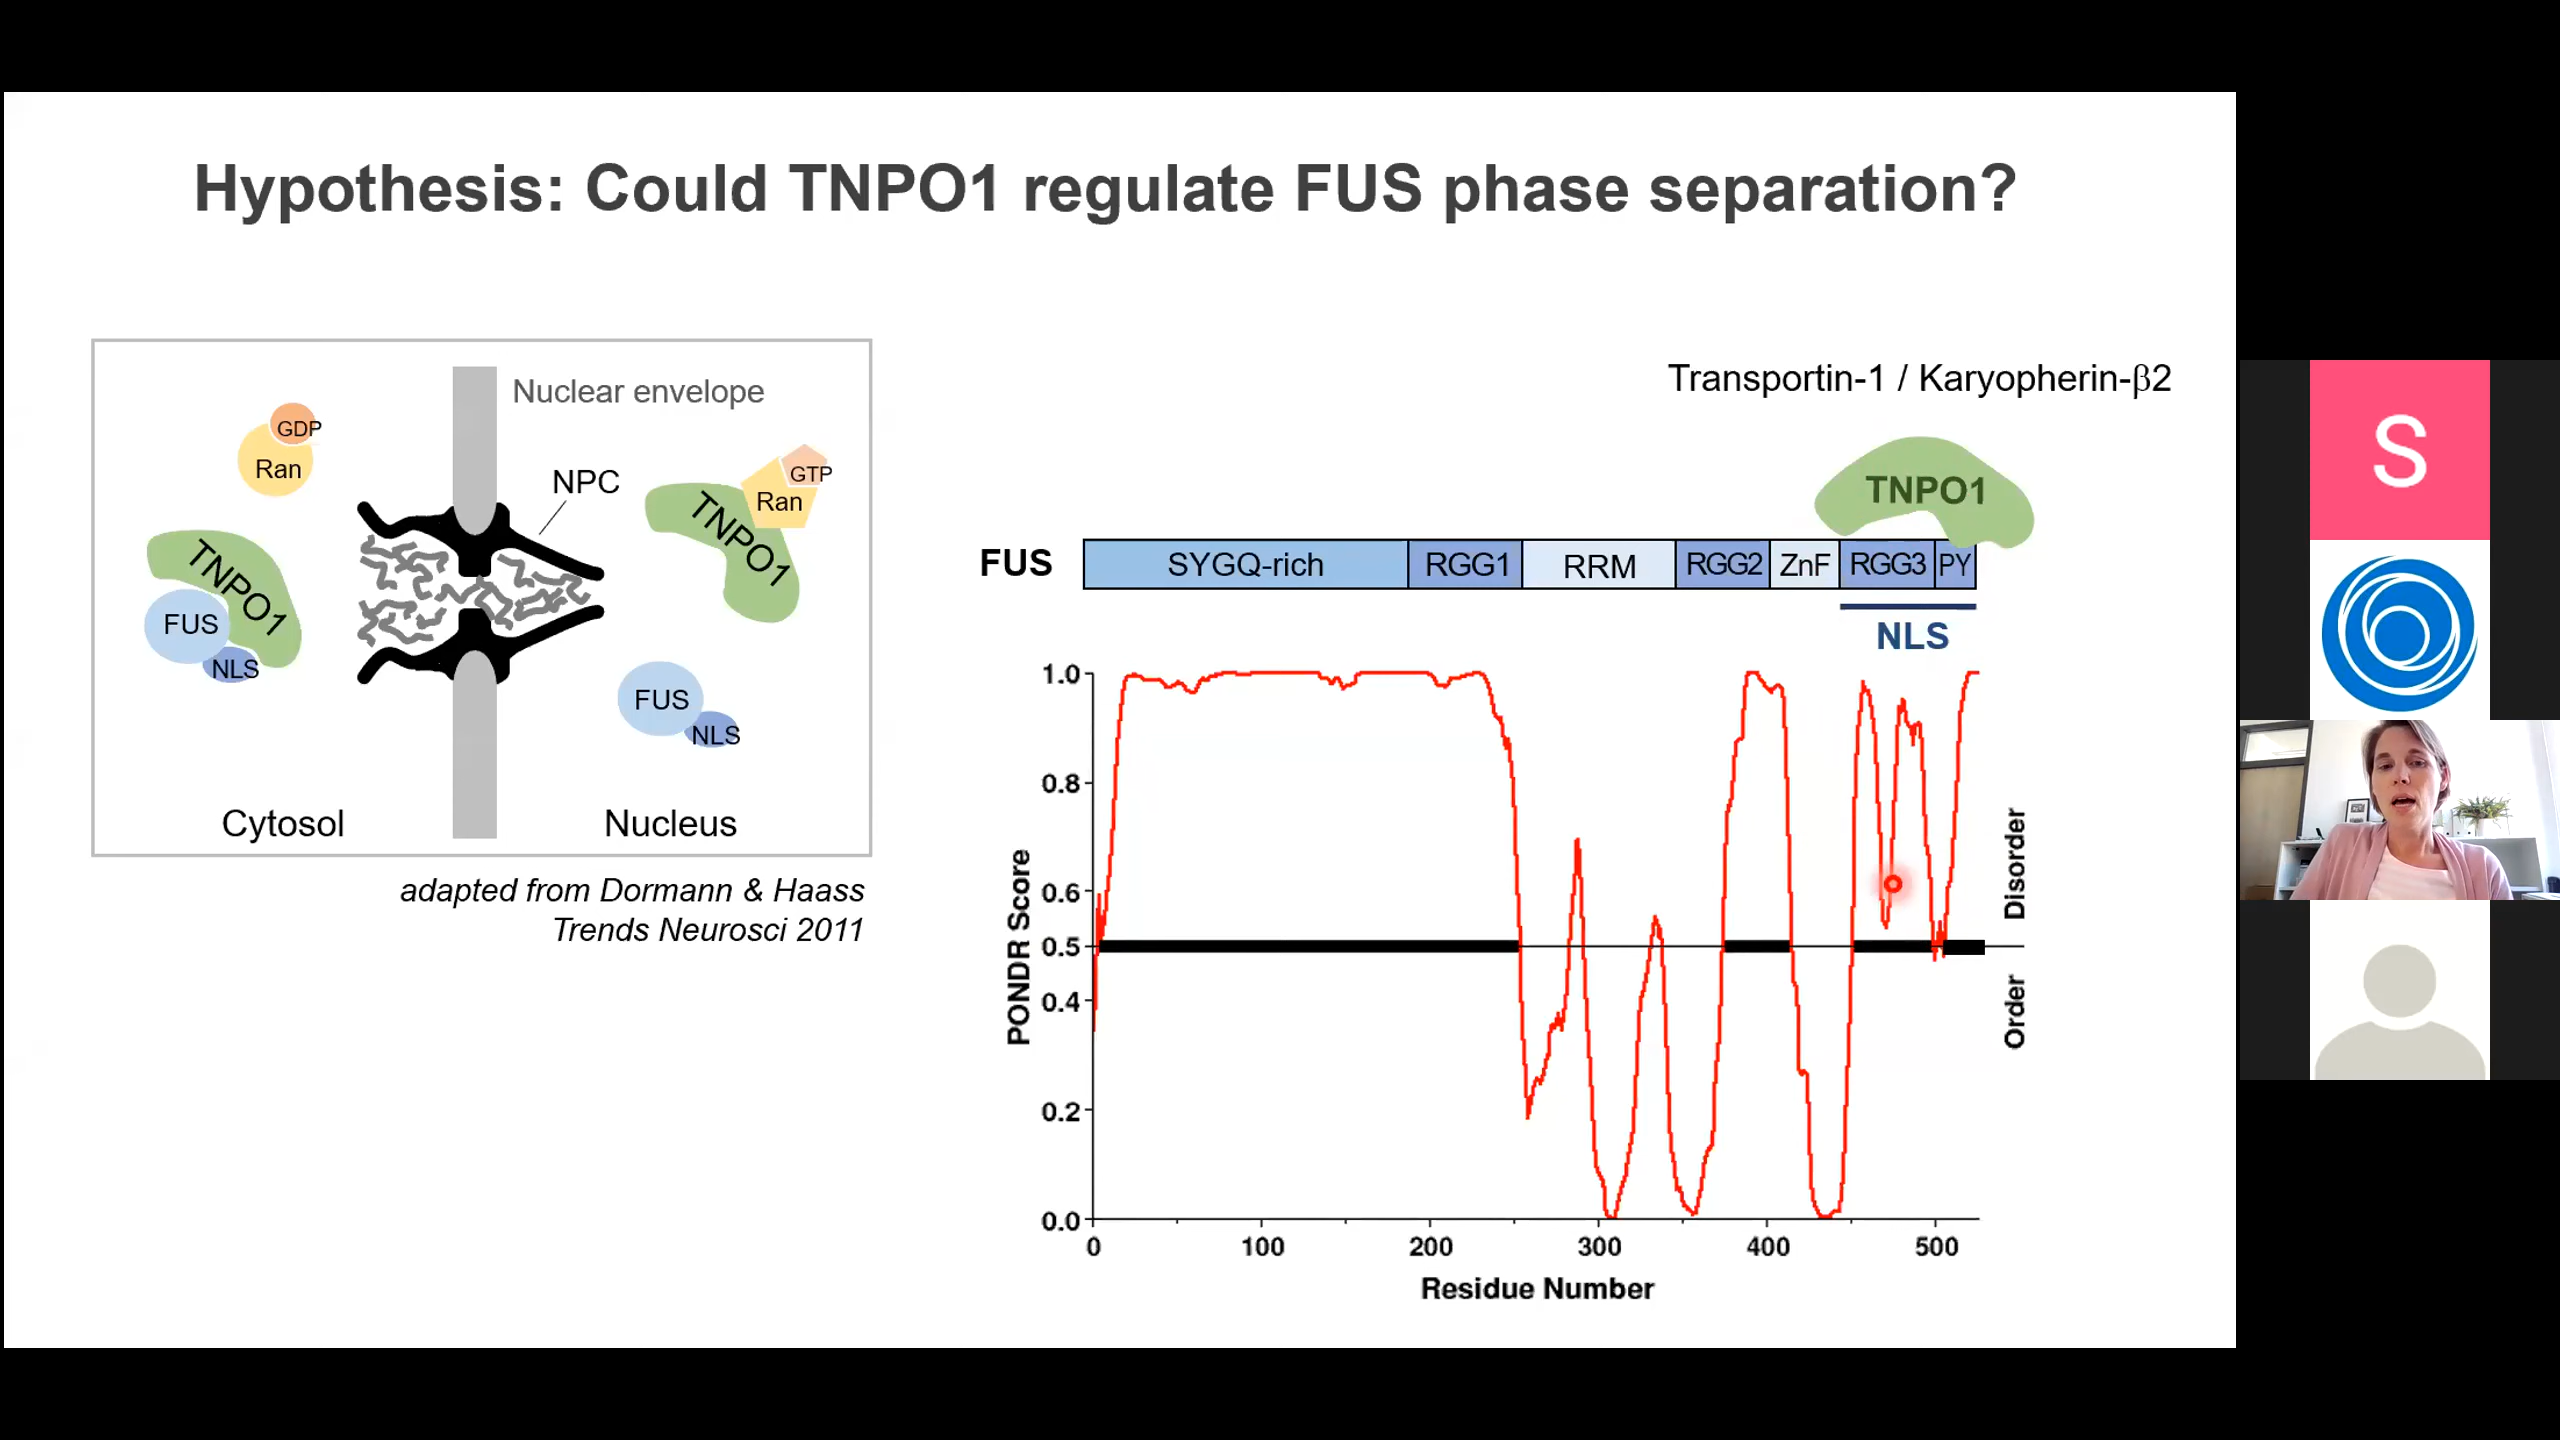 Hypothesis: Could TNPO1 regulate FUS phase separation?
Nuclear envelope
NPC
GDP
Ran
TNPO1
FUS
NLS
GTP
Ran
TNPO1
FUS
NLS
Cytosol
Nucleus
adapted from Dormann & Haass
Trends Neurosci 2011
Transportin-1 / Karyopherin-β2
TNPO1
FUS
SYGQ-rich
RGG1
RRM
RGG2
ZnF
RGG3
PY
NLS
PONDR Score
1.0
0.8
0.6
0.5
0.4
0.2
0.0
0
100
200
300
400
500
Residue Number
Disorder
Order
S